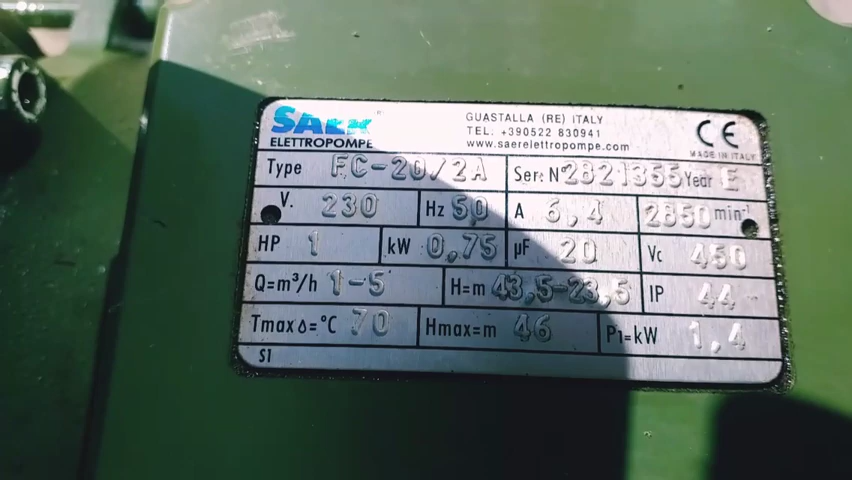 SAER
ELETTROPOMPE
GUASTALLA (RE) ITALY
TEL: +390522 830941
www.saerelettropompe.com
CE
MADE IN ITALY
Type FC-20/2A Ser: N° 2821355 Year E
V. 230 Hz 50 A 6,4 2850 min-¹
HP 1 kW 0,75 µF 20 Vc 450
Q=m³/h 1-5 H=m 43,5-23,5 IP 44
Tmax∆=°C 70 Hmax=m 46 P1=kW 1,4
S1